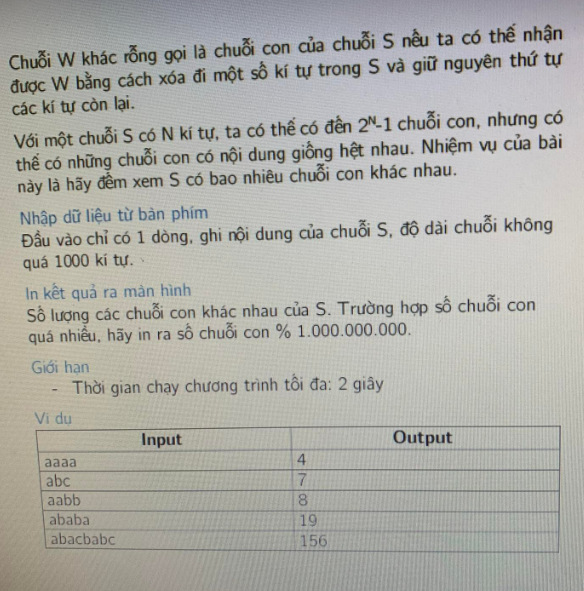 Chuỗi W khác rỗng gọi là chuỗi con của chuỗi S nếu ta có thể nhận
được W bằng cách xóa đi một số kí tự trong S và giữ nguyên thứ tự
các kí tự còn lại.
Với một chuỗi S có N kí tự, ta có thể có đến 2ᴺ-1 chuỗi con, nhưng có
thể có những chuỗi con có nội dung giống hệt nhau. Nhiệm vụ của bài
này là hãy đếm xem S có bao nhiêu chuỗi con khác nhau.
Nhập dữ liệu từ bàn phím
Đầu vào chỉ có 1 dòng, ghi nội dung của chuỗi S, độ dài chuỗi không
quá 1000 kí tự.
In kết quả ra màn hình
Số lượng các chuỗi con khác nhau của S. Trường hợp số chuỗi con
quá nhiều, hãy in ra số chuỗi con % 1.000.000.000.
Giới hạn
- Thời gian chạy chương trình tối đa: 2 giây
Ví dụ
Input Output
aaaa 4
abc 7
aabb 8
ababa 19
abacbabc 156